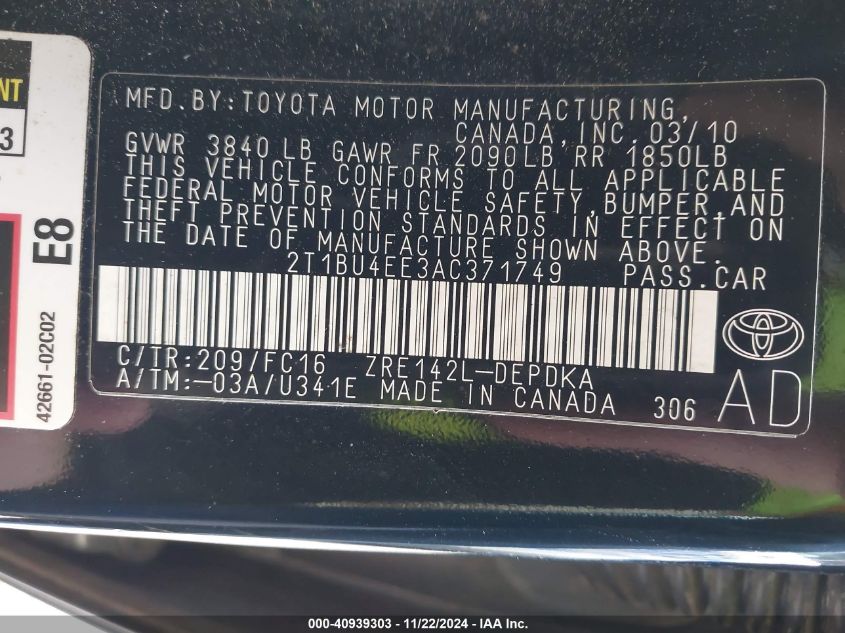 NT
3
E8
42661-02C02
MFD.BY:TOYOTA MOTOR MANUFACTURING,
CANADA,INC.03/10
GVWR 3840 LB GAWR FR 2090LB RR 1850LB
THIS VEHICLE CONFORMS TO ALL APPLICABLE
FEDERAL MOTOR VEHICLE SAFETY,BUMPER,AND
THEFT PREVENTION STANDARDS IN EFFECT ON
THE DATE OF MANUFACTURE SHOWN ABOVE.
2T1BU4EE3AC371749 PASS.CAR
C/TR:209/FC16 ZRE142L-DEPDKA
A/TM:-03A/U341E MADE IN CANADA 306 AD
000-40939303 - 11/22/2024 - IAA Inc.